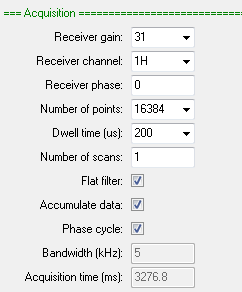 === Acquisition ===========================
Receiver gain: 31
Receiver channel: 1H
Receiver phase: 0
Number of points: 16384
Dwell time (us): 200
Number of scans: 1
Flat filter:
Accumulate data:
Phase cycle:
Bandwidth (kHz): 5
Acquisition time (ms): 3276.8